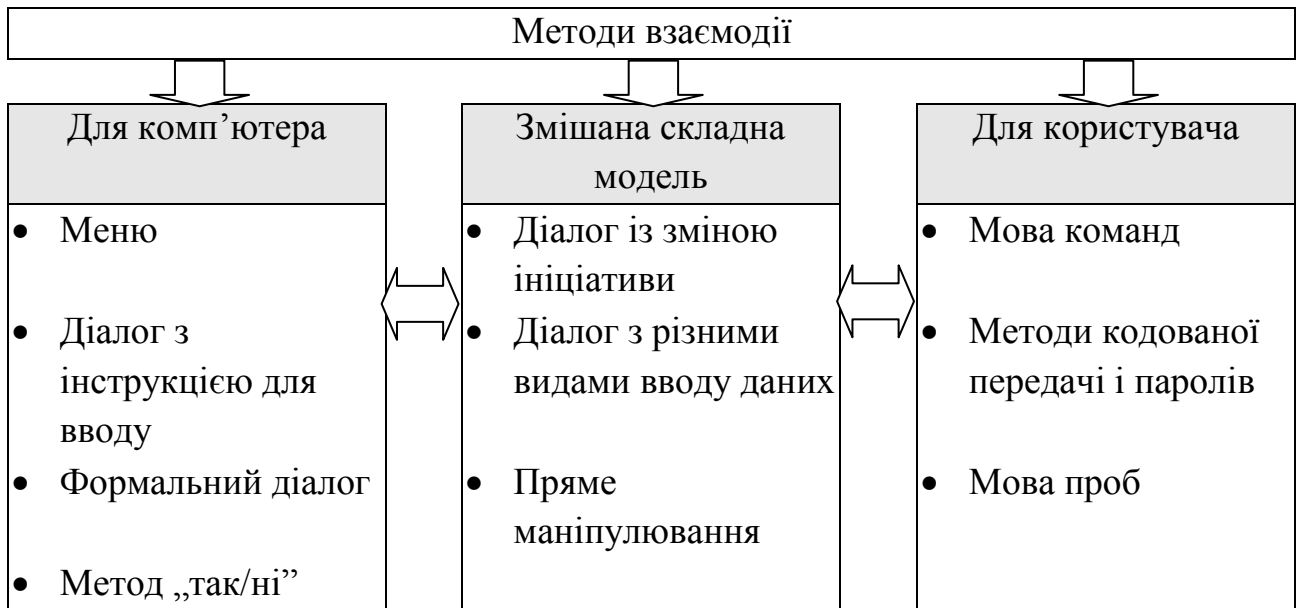 Методи взаємодії
Для комп’ютера
• Меню
• Діалог з
інструкцією для
вводу
• Формальний діалог
• Метод „так/ні”
Змішана складна
модель
• Діалог із зміною
ініціативи
• Діалог з різними
видами вводу даних
• Пряме
маніпулювання
Для користувача
• Мова команд
• Методи кодованої
передачі і паролів
• Мова проб